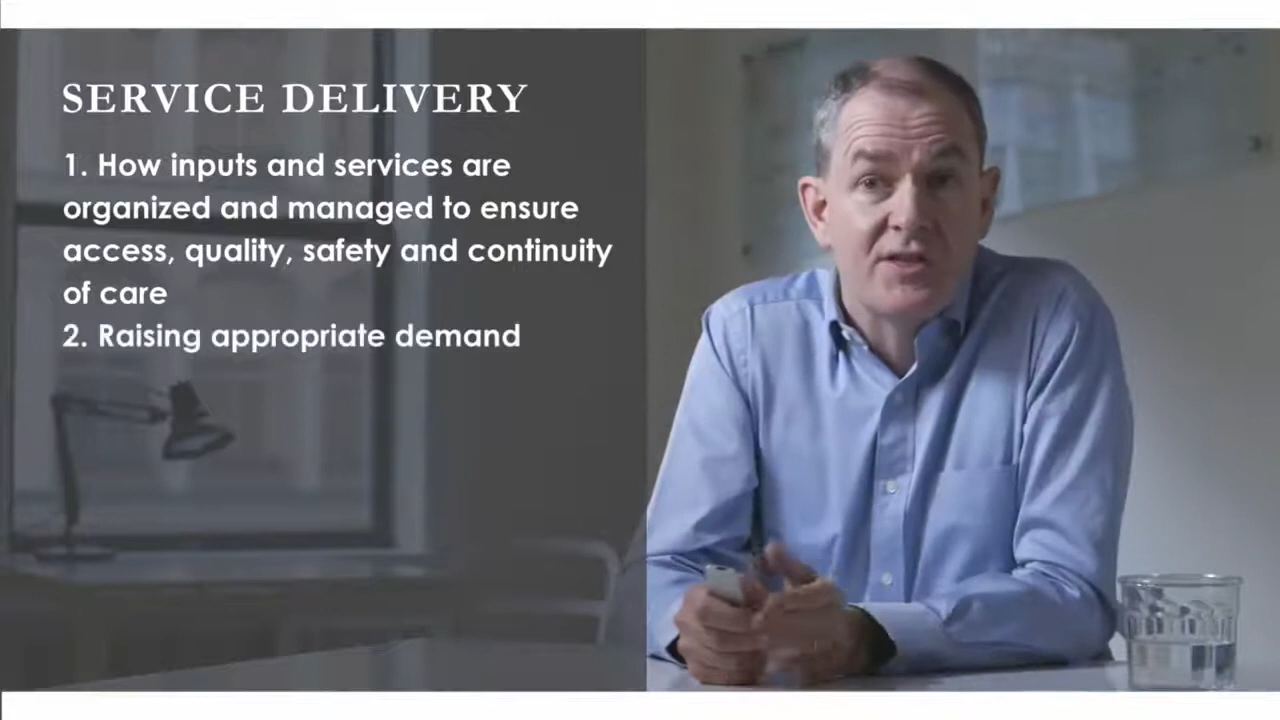 SERVICE DELIVERY
1. How inputs and services are
organized and managed to ensure
access, quality, safety and continuity
of care
2. Raising appropriate demand